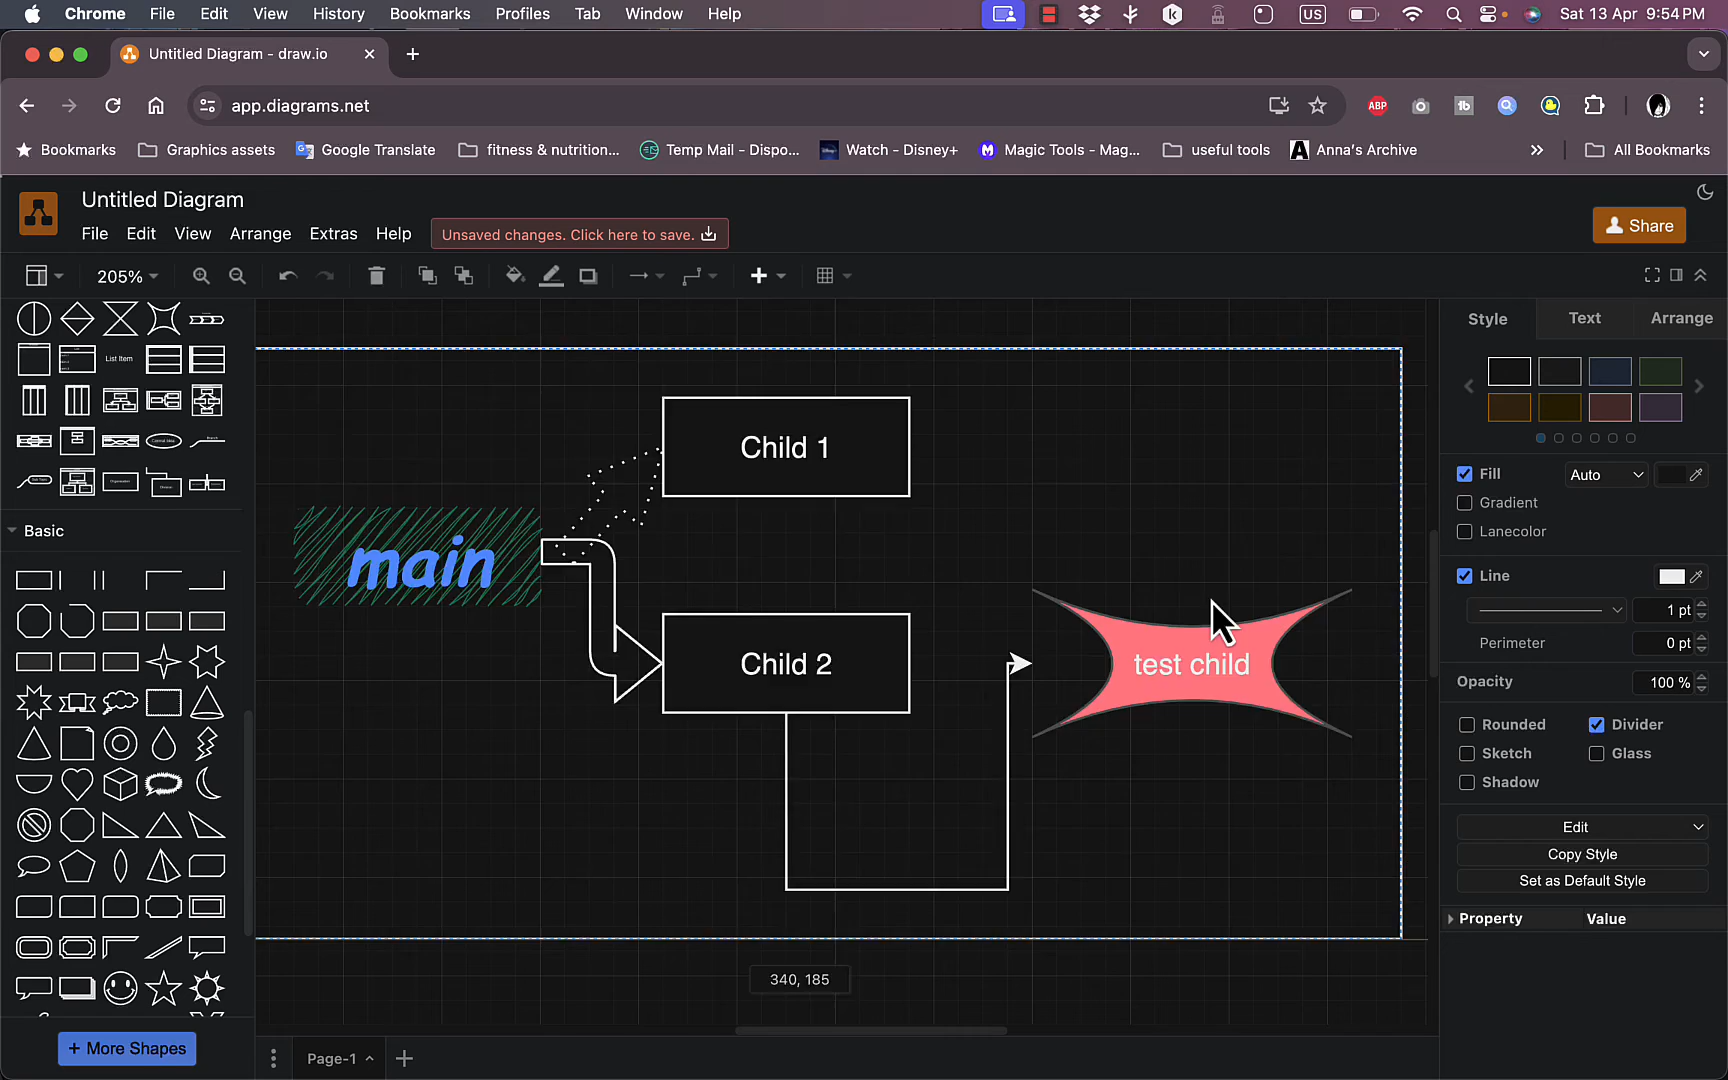 Chrome File Edit View History Bookmarks Profiles Tab Window Help US Sat 13 Apr 9:54 PM
Untitled Diagram - draw.io
app.diagrams.net ABP tb
Bookmarks Graphics assets Google Translate fitness & nutrition... Temp Mail - Dispo... Watch - Disney+ Magic Tools - Mag... useful tools Anna's Archive All Bookmarks
Untitled Diagram
File Edit View Arrange Extras Help Unsaved changes. Click here to save. Share
205%
Style Text Arrange
List Item
Basic
More Shapes
Child 1
main
Child 2
test child
340, 185
Page-1
Fill Auto
Gradient
Lanecolor
Line
1 pt
Perimeter 0 pt
Opacity 100 %
Rounded Divider
Sketch Glass
Shadow
Edit
Copy Style
Set as Default Style
Property Value